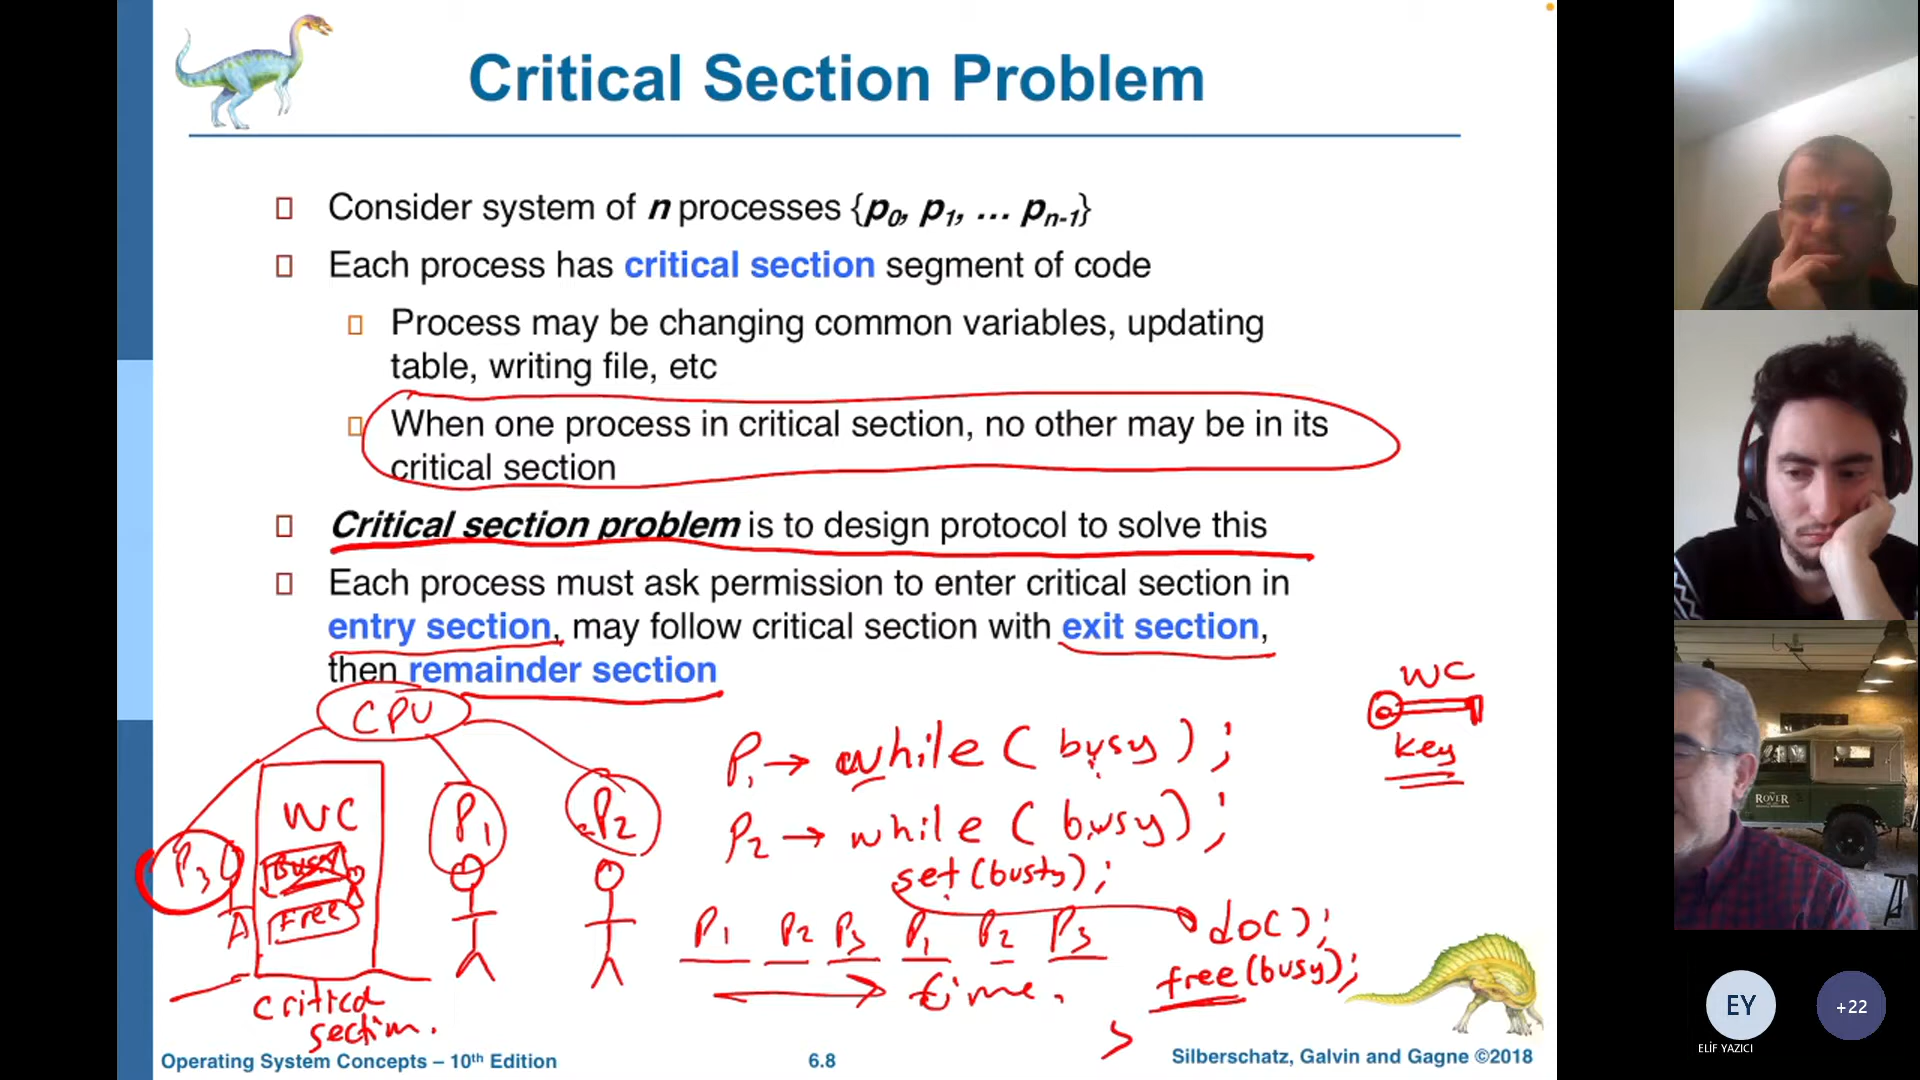 Critical Section Problem
Consider system of n processes {p0, p1, … pn-1}
Each process has critical section segment of code
Process may be changing common variables, updating
table, writing file, etc
When one process in critical section, no other may be in its
critical section
Critical section problem is to design protocol to solve this
Each process must ask permission to enter critical section in
entry section, may follow critical section with exit section,
then remainder section
WC
key
CPU
WC
P3
Busy
Free
P1
P2
critical
section.
P1 → while (busy);
P2 → while (busy);
set (busy);
P1 P2 P3 P1 P2 P3
time.
do();
free(busy);
Operating System Concepts – 10th Edition
6.8
Silberschatz, Galvin and Gagne ©2018
ROVER
EY
+22
ELİF YAZICI